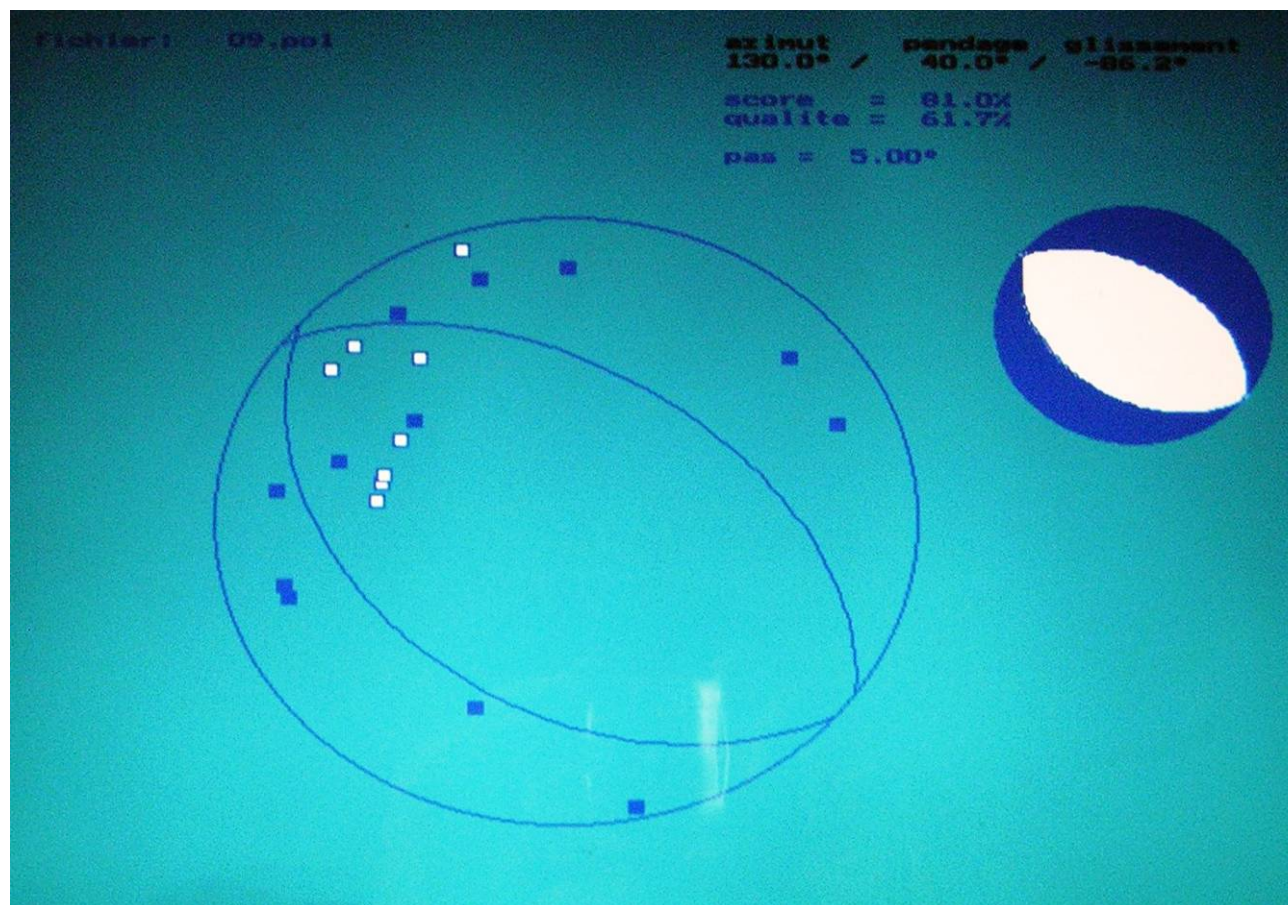 fichier: 09.pol
azimut pendage glissement
130.0° / 40.0° / -86.2°
score = 81.0%
qualite = 61.7%
pas = 5.00°